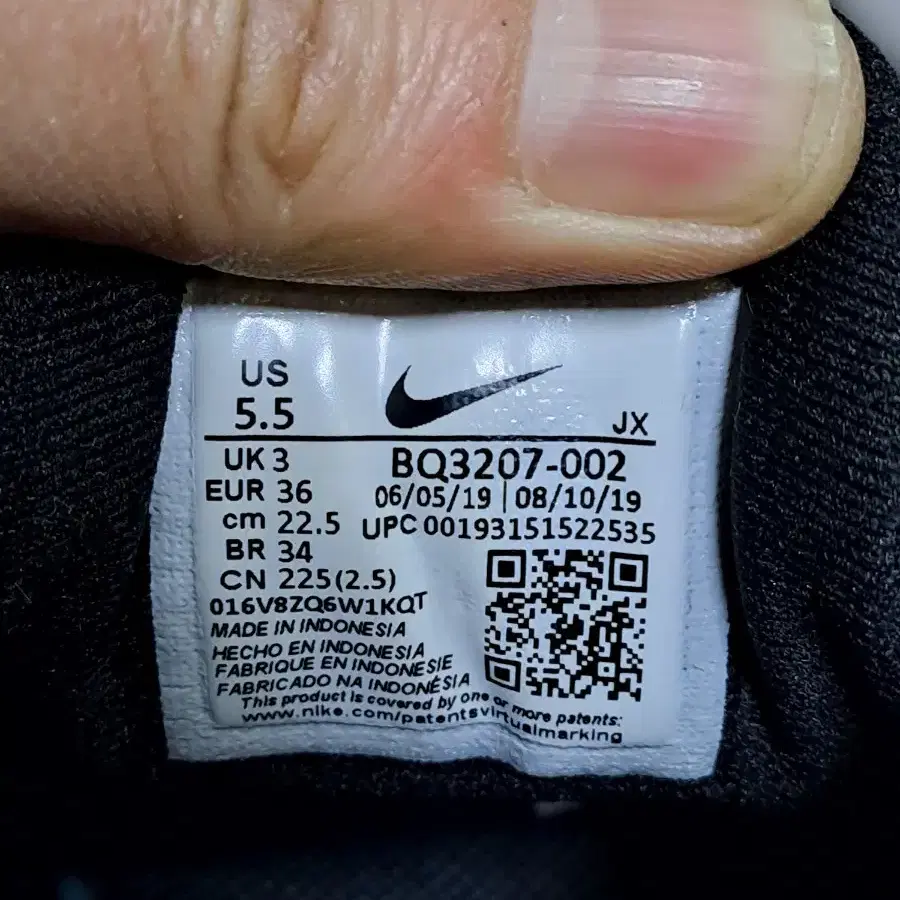 US
5.5
JX
UK 3
BQ3207-002
EUR 36
06/05/19 | 08/10/19
cm 22.5
UPC 00193151522535
BR 34
CN 225(2.5)
016V8ZQ6W1KQT
MADE IN INDONESIA
HECHO EN INDONESIA
FABRIQUE EN INDONESIE
FABRICADO NA INDONÉSIA
This product is covered by one or more patents:
www.nike.com/patentsvirtualmarking